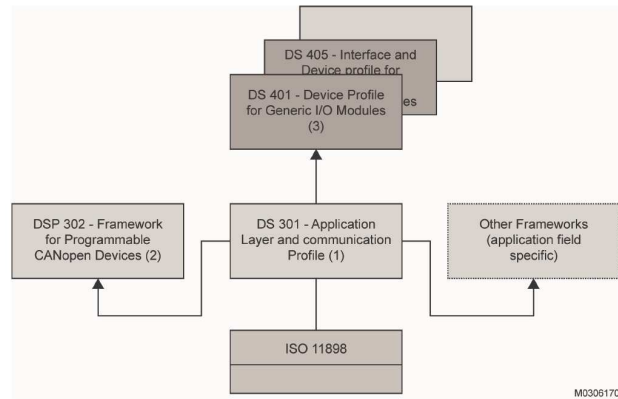 DS 405 - Interface and
Device profile for
es
DS 401 - Device Profile
for Generic I/O Modules
(3)
DSP 302 - Framework
for Programmable
CANopen Devices (2)
DS 301 - Application
Layer and communication
Profile (1)
Other Frameworks
(application field
specific)
ISO 11898
M0306170